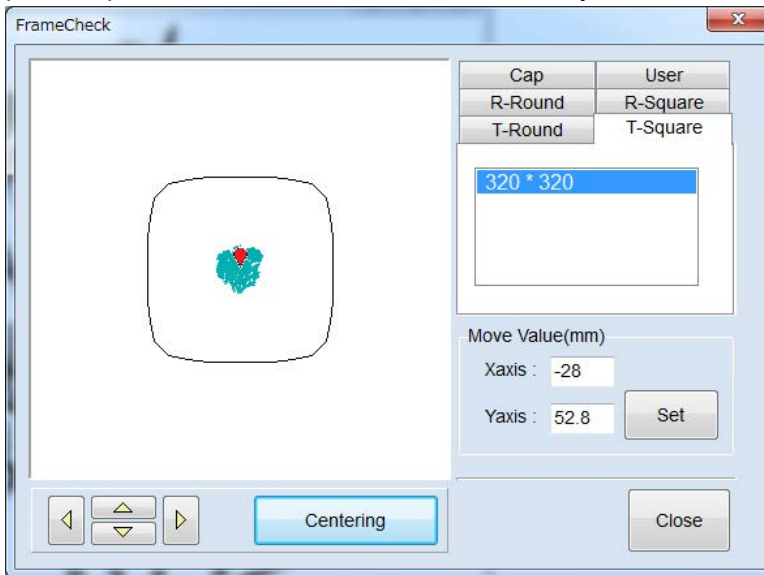 FrameCheck
x
Cap User
R-Round R-Square
T-Round T-Square
320 * 320
Move Value(mm)
Xaxis : -28
Yaxis : 52.8
Set
Centering
Close